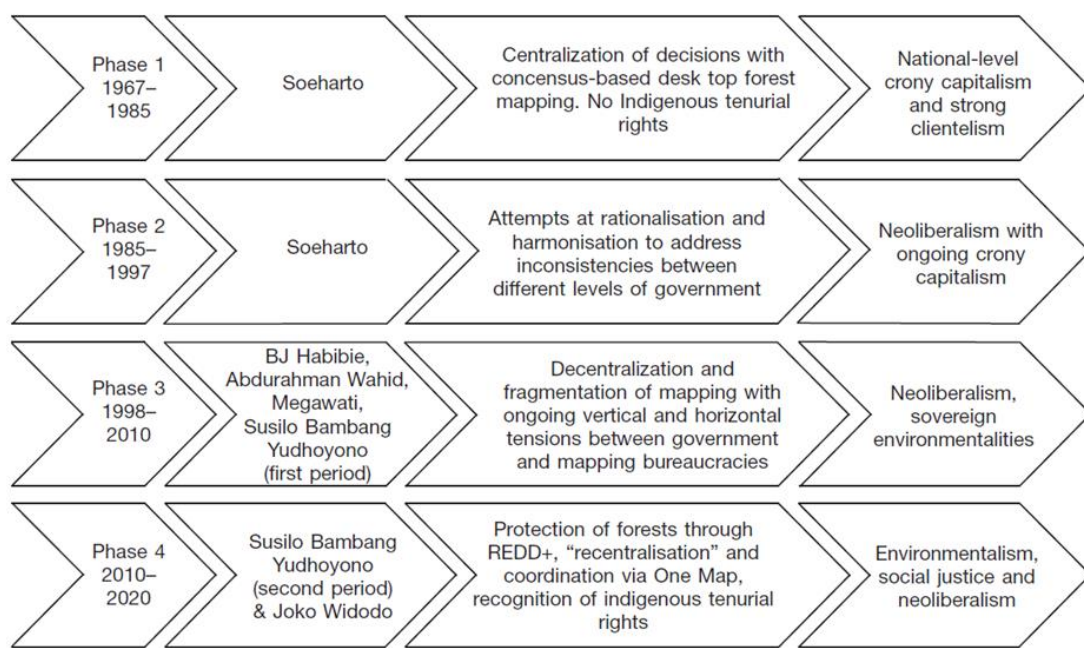 Phase 1
1967–
1985
Soeharto
Centralization of decisions with
concensus-based desk top forest
mapping. No Indigenous tenurial
rights
National-level
crony capitalism
and strong
clientelism
Phase 2
1985–
1997
Soeharto
Attempts at rationalisation and
harmonisation to address
inconsistencies between
different levels of government
Neoliberalism with
ongoing crony
capitalism
Phase 3
1998–
2010
BJ Habibie,
Abdurahman Wahid,
Megawati,
Susilo Bambang
Yudhoyono
(first period)
Decentralization and
fragmentation of mapping with
ongoing vertical and horizontal
tensions between government
and mapping bureaucracies
Neoliberalism,
sovereign
environmentalities
Phase 4
2010–
2020
Susilo Bambang
Yudhoyono
(second period)
& Joko Widodo
Protection of forests through
REDD+, “recentralisation” and
coordination via One Map,
recognition of indigenous tenurial
rights
Environmentalism,
social justice and
neoliberalism